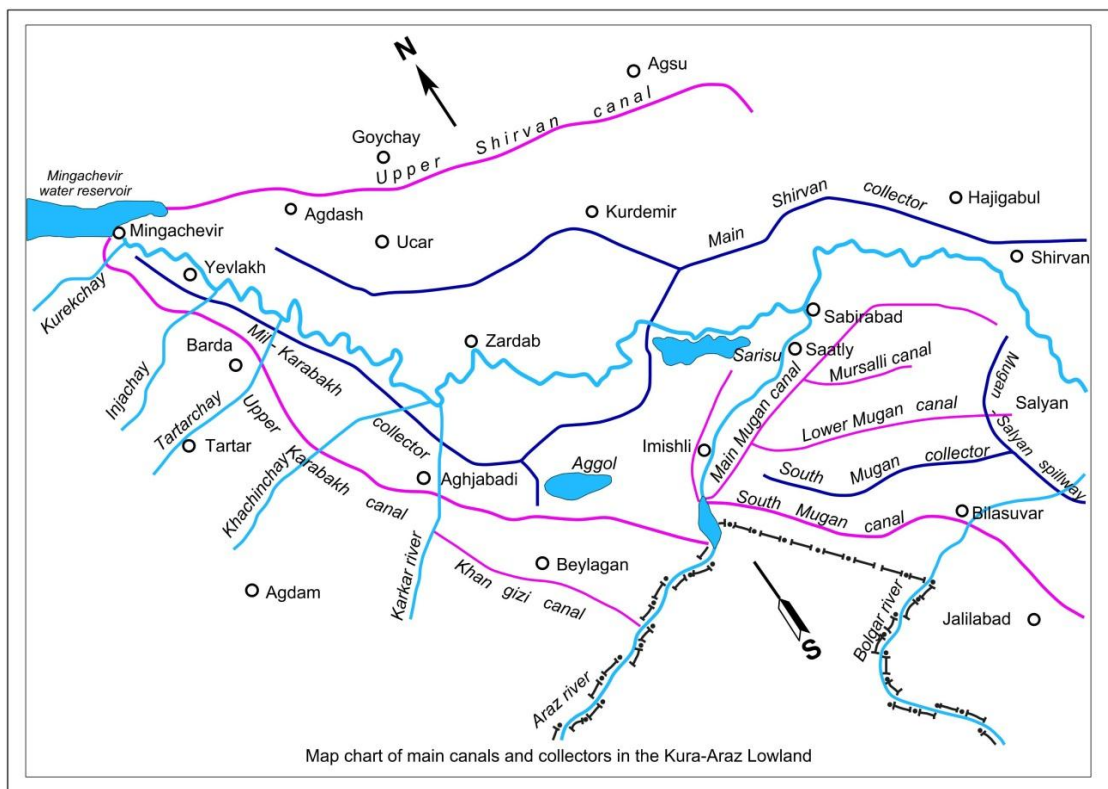 N
Agsu
Upper Shirvan canal
Goychay
Mingachevir
water reservoir
Agdash
Kurdemir
Main Shirvan collector
Hajigabul
Mingachevir
Ucar
Shirvan
Yevlakh
Kurekchay
Sabirabad
Zardab
Sarisu
Saatly
Barda
Mill - Karabakh collector
Mursalli canal
Mugan Salyan spillway
Salyan
Injachay
Tartarchay
Upper Karabakh canal
Main Mugan canal
Lower Mugan canal
Tartar
Imishli
Khachinchay
Aghjabadi
Aggol
South Mugan collector
South Mugan canal
Bilasuvar
Karkar river
Khan gizi canal
Beylagan
Agdam
S
Bolgar river
Jalilabad
Araz river
Map chart of main canals and collectors in the Kura-Araz Lowland